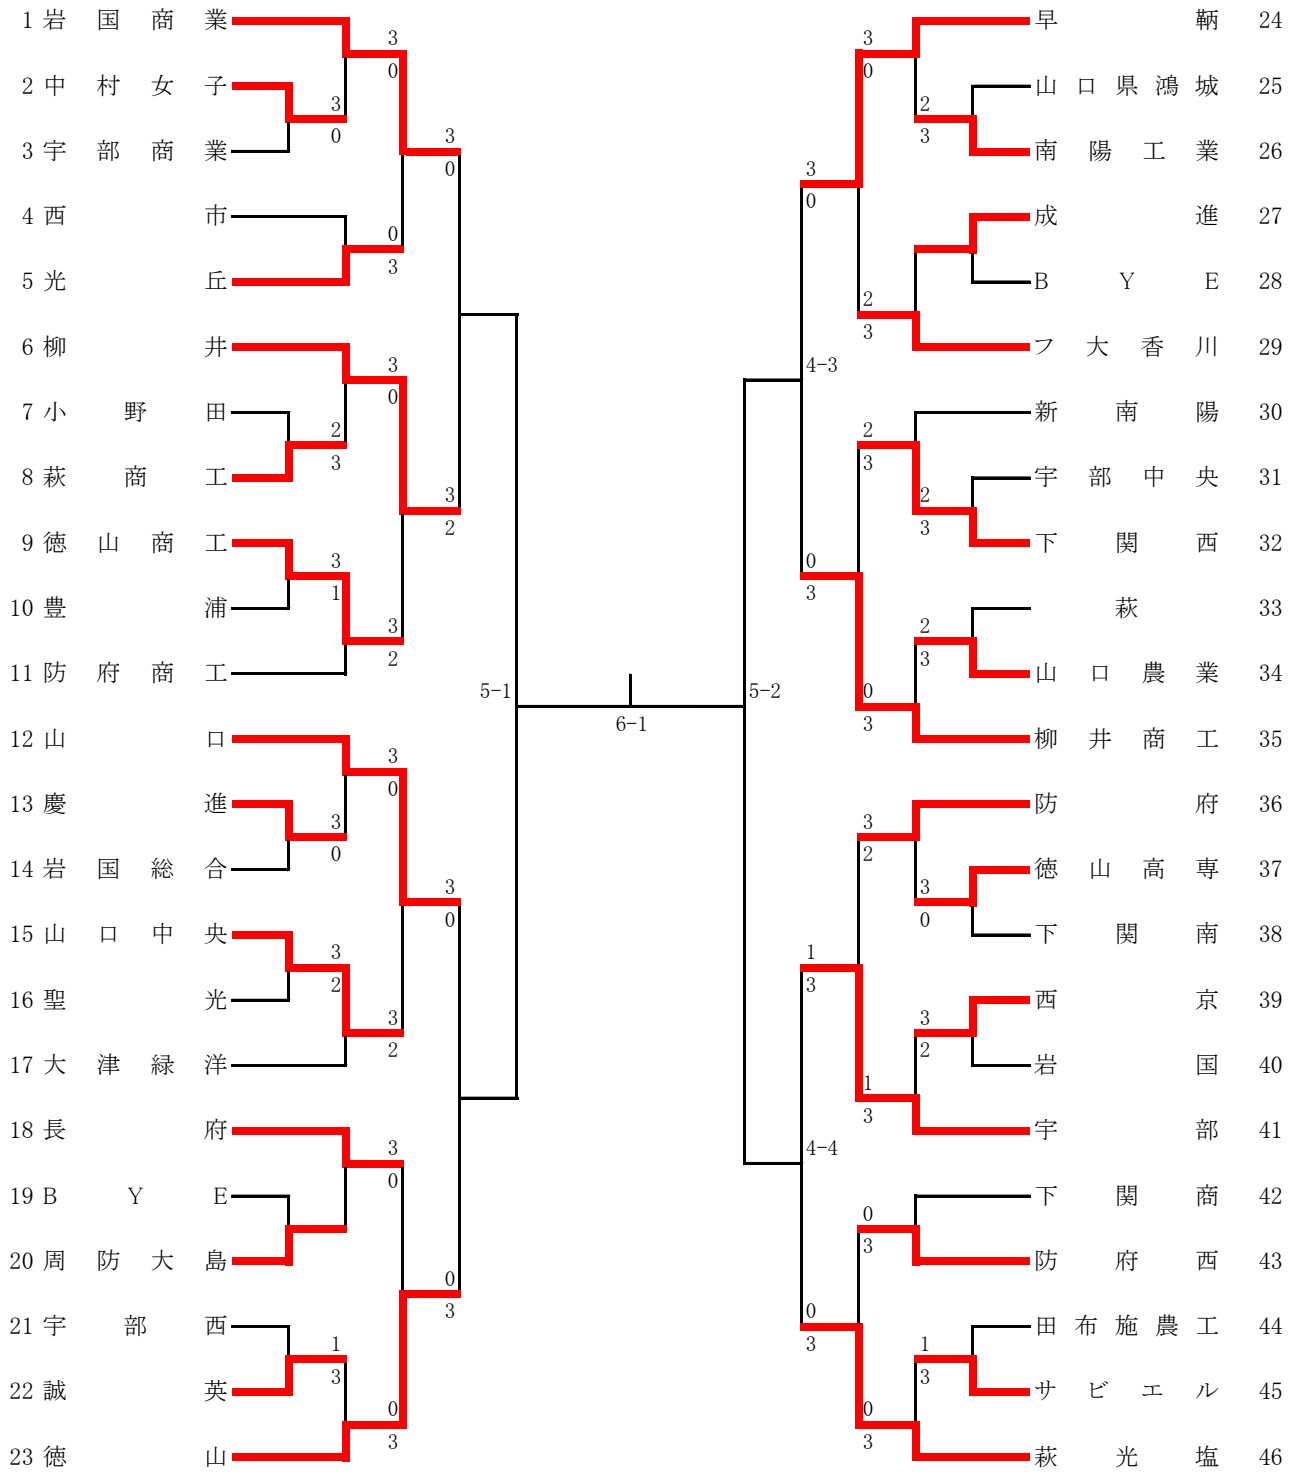 1 岩国商業
2 中村女子
3 宇部商業
4 西市
5 光丘
6 柳井
7 小野田
8 萩商工
9 徳山商工
10 豊浦
11 防府商工
12 山口
13 慶進
14 岩国総合
15 山口中央
16 聖光
17 大津緑洋
18 長府
19 BYE
20 周防大島
21 宇部西
22 誠英
23 徳山
3
0
3
0
0
3
3
0
2
3
3
1
3
2
3
0
3
0
3
2
3
2
3
0
1
3
0
3
3
0
3
2
3
0
0
3
5-1
6-1
5-2
4-3
4-4
3
0
0
3
1
3
0
3
3
0
2
3
2
3
0
3
3
2
1
3
0
3
0
3
2
3
2
3
2
3
3
0
3
2
1
3
早鞆 24
山口県鴻城 25
南陽工業 26
成進 27
BYE 28
フ大香川 29
新南陽 30
宇部中央 31
下関西 32
萩 33
山口農業 34
柳井商工 35
防府 36
徳山高専 37
下関南 38
西京 39
岩国 40
宇部 41
下関商 42
防府西 43
田布施農工 44
サビエル 45
萩光塩 46